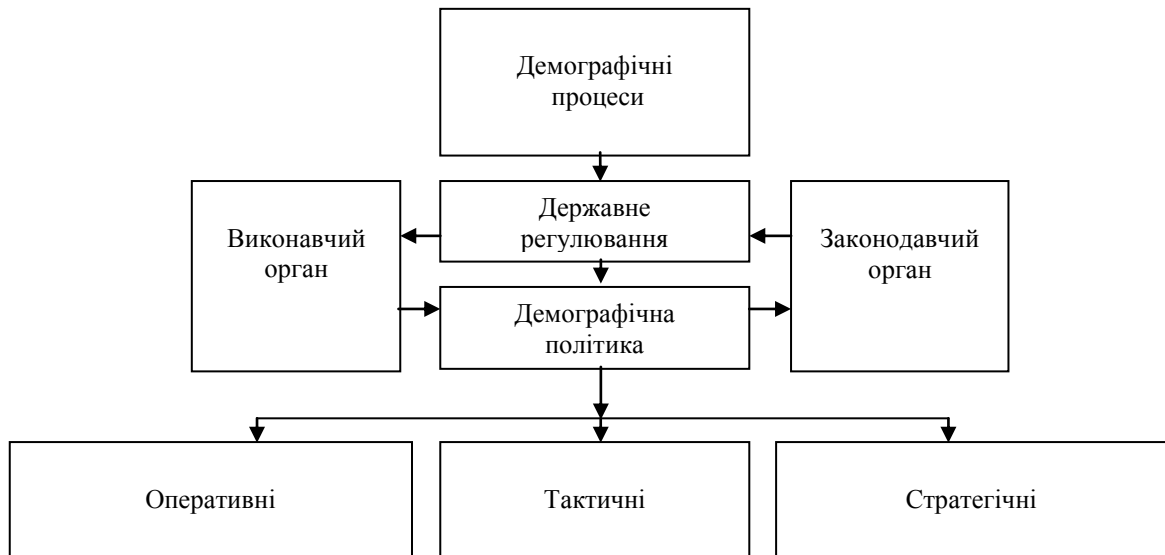 Демографічні
процеси
Державне
регулювання
Виконавчий
орган
Законодавчий
орган
Демографічна
політика
Оперативні
Тактичні
Стратегічні